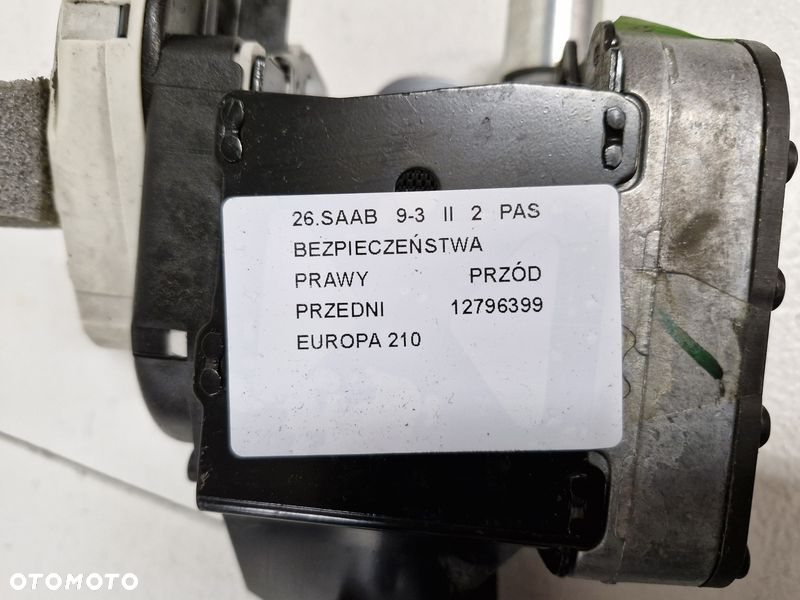 26.SAAB 9-3 II 2 PAS
BEZPIECZEŃSTWA
PRAWY PRZÓD
PRZEDNI 12796399
EUROPA 210
OTOMOTO